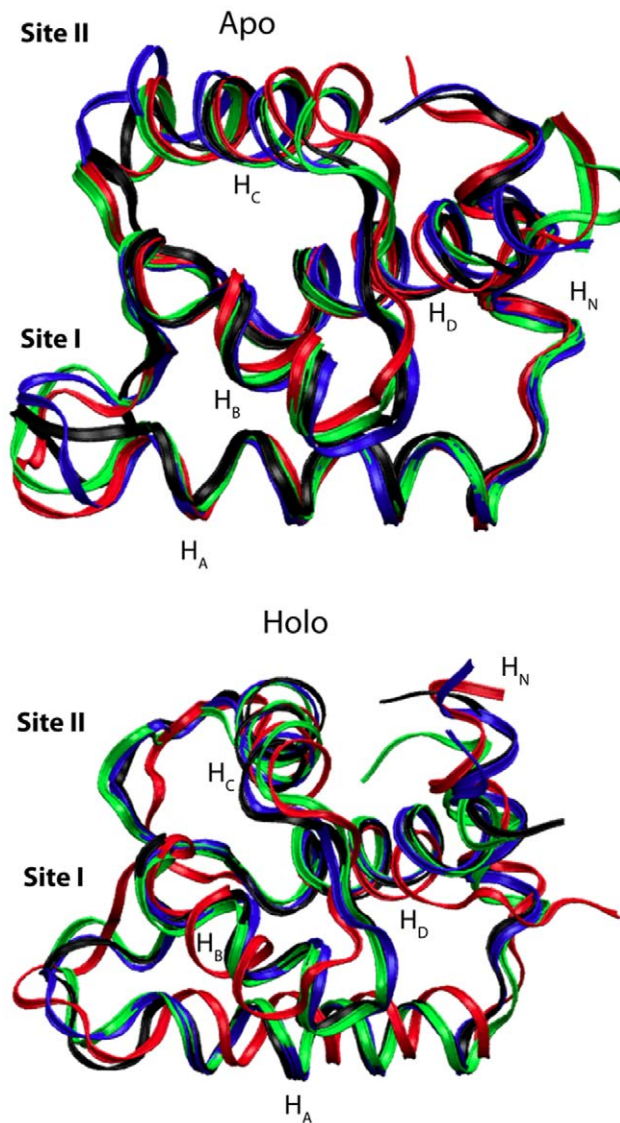 Site II
Apo
H_C
H_N
H_D
Site I
H_B
H_A
Holo
H_N
Site II
H_C
Site I
H_D
H_B
H_A